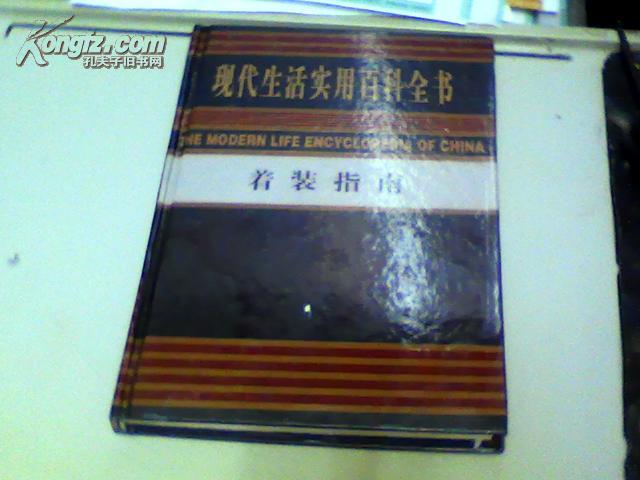 Kongfz.com
孔夫子旧书网
现代生活实用百科全书
THE MODERN LIFE ENCYCLOPEDIA OF CHINA
着装指南